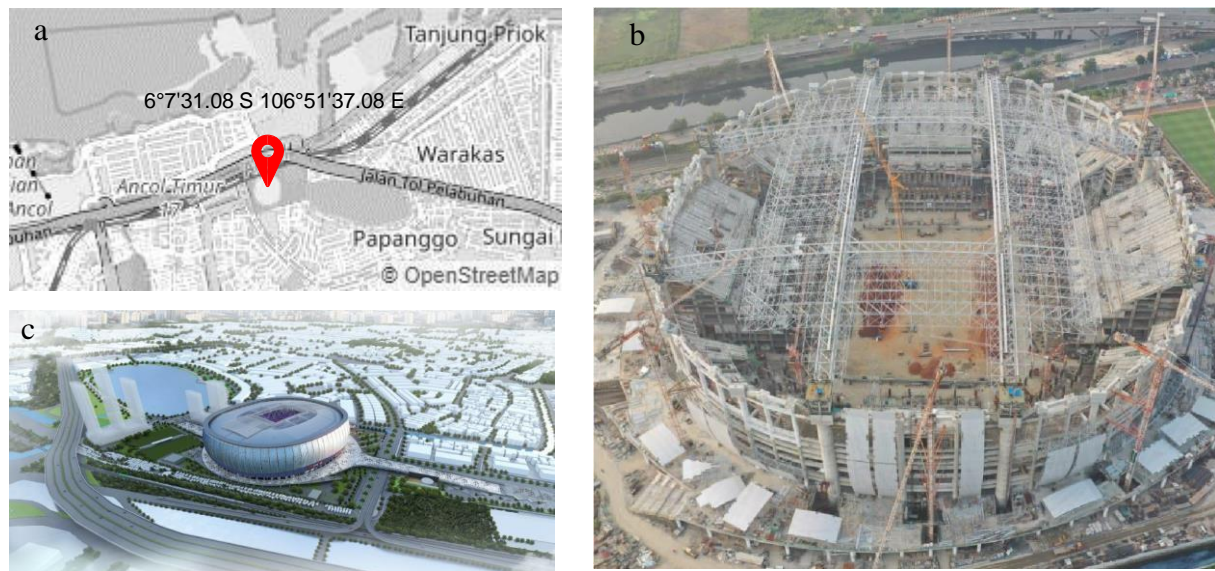 a
Tanjung Priok
6°7'31.08 S 106°51'37.08 E
Warakas
Ancol Timur
17
Jalan Tol Pelabuhan
Ancol
buhan
Papanggo
Sungai
© OpenStreetMap
b
c